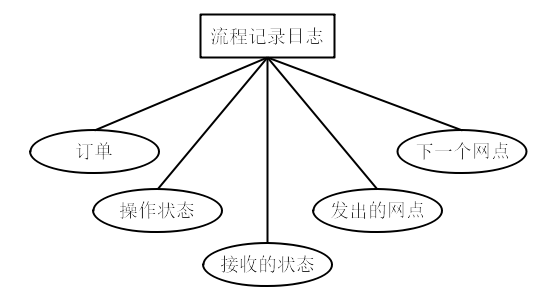 流程记录日志
订单
下一个网点
操作状态
发出的网点
接收的状态